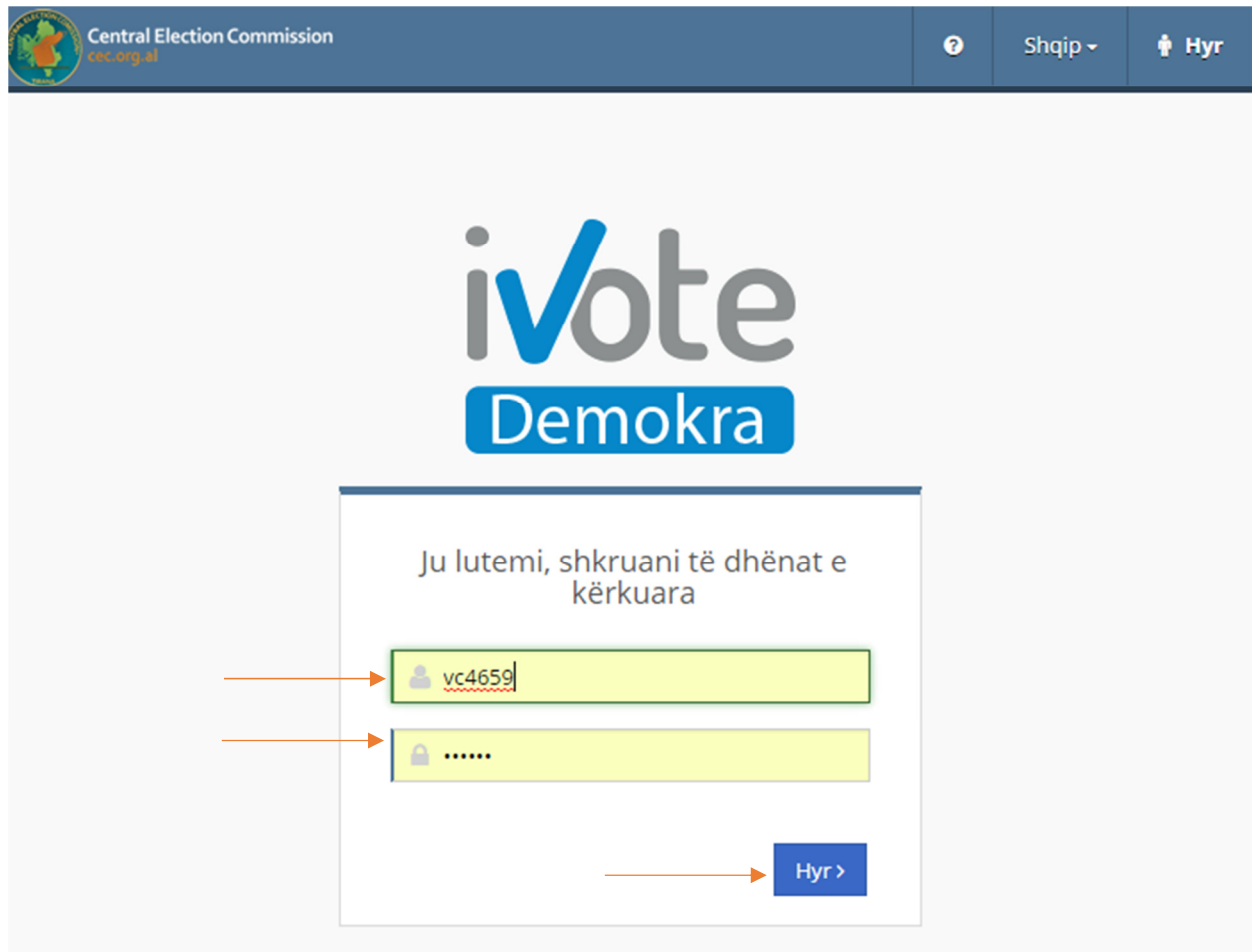 Central Election Commission
cec.org.al
Shqip
Hyr
iVote
Demokra
Ju lutemi, shkruani të dhënat e
kërkuara
vc4659
••••••
Hyr